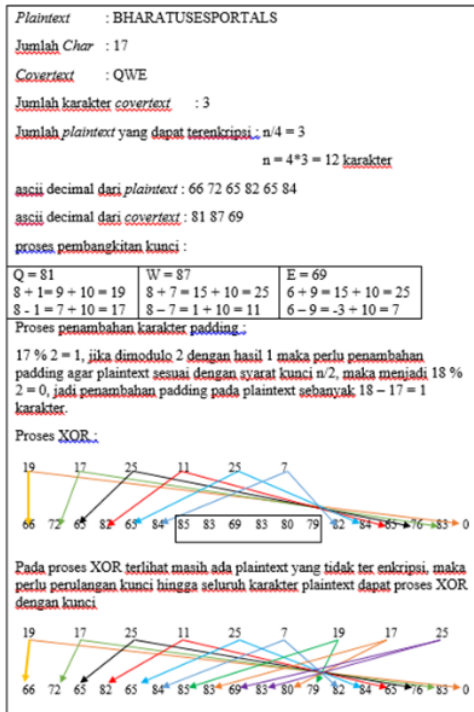 Plaintext : BHARATUSESPORTALS
Jumlah Char : 17
Covertext : QWE
Jumlah karakter covertext : 3
Jumlah plaintext yang dapat terenkripsi : n/4 = 3
n = 4*3 = 12 karakter
ascii decimal dari plaintext : 66 72 65 82 65 84
ascii decimal dari covertext : 81 87 69
proses pembangkitan kunci :
Q = 81 W = 87 E = 69
8 + 1= 9 + 10 = 19 8 + 7 = 15 + 10 = 25 6 + 9 = 15 + 10 = 25
8 - 1 = 7 + 10 = 17 8 – 7 = 1 + 10 = 11 6 – 9 = -3 + 10 = 7
Proses penambahan karakter padding :
17 % 2 = 1, jika dimodulo 2 dengan hasil 1 maka perlu penambahan
padding agar plaintext sesuai dengan syarat kunci n/2, maka menjadi 18 %
2 = 0, jadi penambahan padding pada plaintext sebanyak 18 – 17 = 1
karakter.
Proses XOR :
19 17 25 11 25 7
66 72 65 82 65 84 85 83 69 83 80 79 82 84 65 76 83 0
Pada proses XOR terlihat masih ada plaintext yang tidak ter enkripsi, maka
perlu perulangan kunci hingga seluruh karakter plaintext dapat proses XOR
dengan kunci
19 17 25 11 25 7 19 17 25
66 72 65 82 65 84 85 83 69 83 80 79 82 84 65 76 83 0